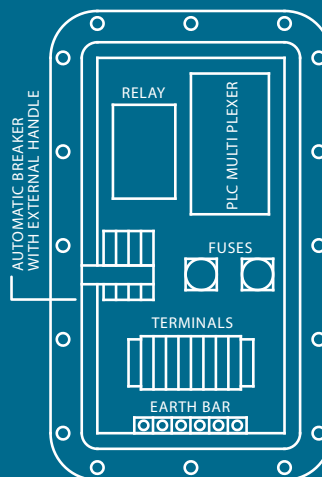 RELAY
PLC MULTI PLEXER
AUTOMATIC BREAKER
WITH EXTERNAL HANDLE
FUSES
TERMINALS
EARTH BAR